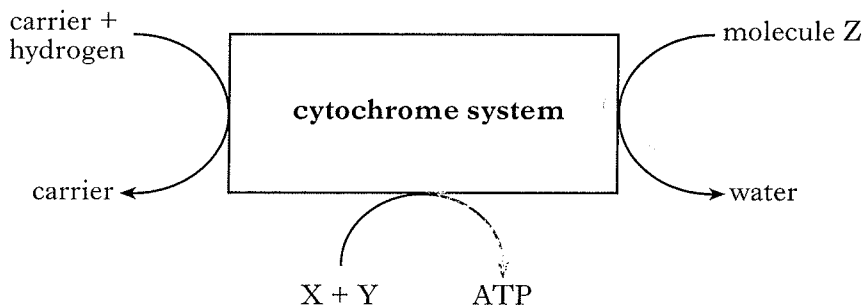 carrier +
hydrogen
molecule Z
cytochrome system
carrier
water
X + Y
ATP